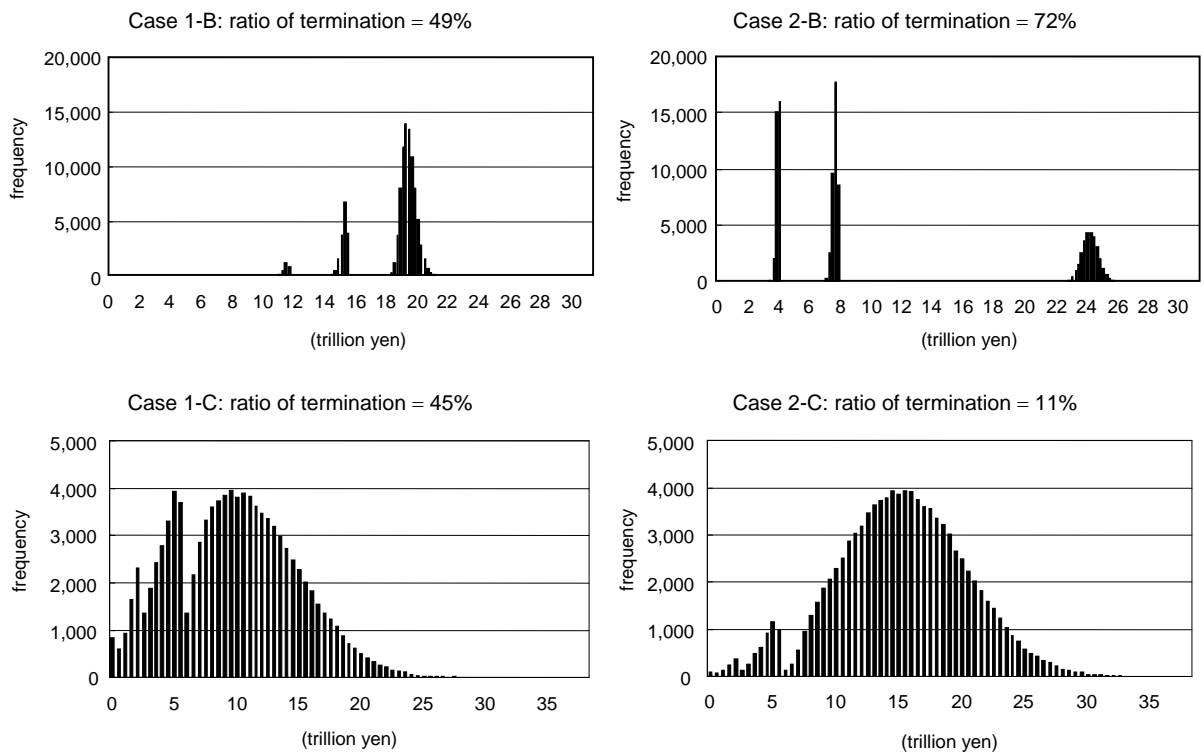 Case 1-B: ratio of termination = 49%
20,000
15,000
10,000
5,000
0
frequency
0 2 4 6 8 10 12 14 16 18 20 22 24 26 28 30
(trillion yen)
Case 2-B: ratio of termination = 72%
20,000
15,000
10,000
5,000
0
frequency
0 2 4 6 8 10 12 14 16 18 20 22 24 26 28 30
(trillion yen)
Case 1-C: ratio of termination = 45%
5,000
4,000
3,000
2,000
1,000
0
frequency
0 5 10 15 20 25 30 35
(trillion yen)
Case 2-C: ratio of termination = 11%
5,000
4,000
3,000
2,000
1,000
0
frequency
0 5 10 15 20 25 30 35
(trillion yen)